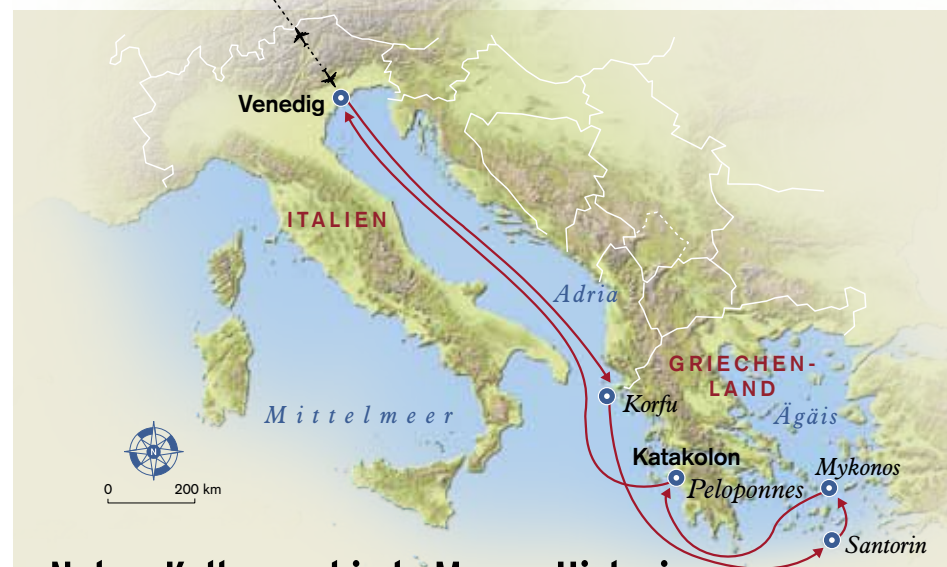 Venedig
ITALIEN
Adria
GRIECHEN-
LAND
Korfu
Ägäis
Mittelmeer
Katakolon
Mykonos
Peloponnes
N
0 200 km
Santorin